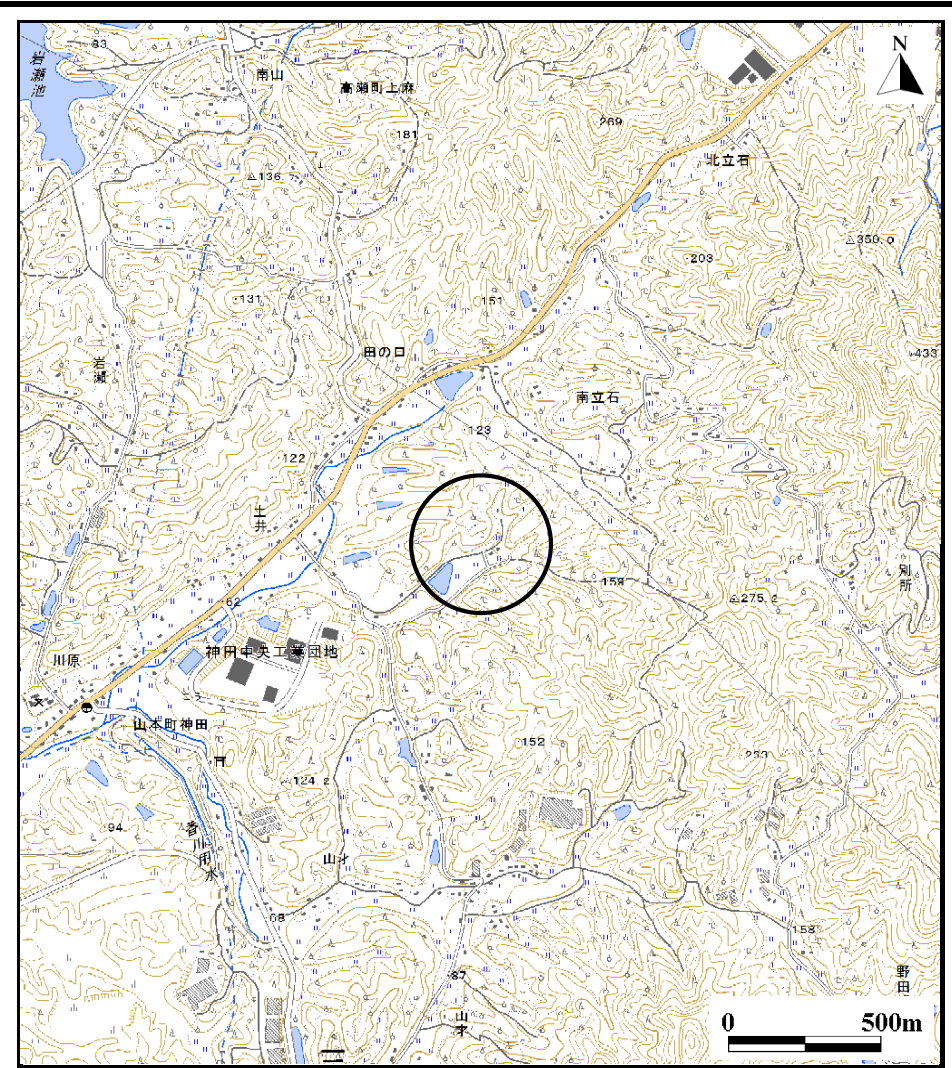 83
岩瀬池
南山
高瀬町上麻
N
269
181
北立石
136.7
350.0
203
131
151
433
田の口
岩瀬
南立石
123
122
土井
159
別所
275.2
62
神田中央工業団地
川原
山本町神田
152
233
124.2
94
香川用水
山才
68
158
87
野田
山才
0 500m